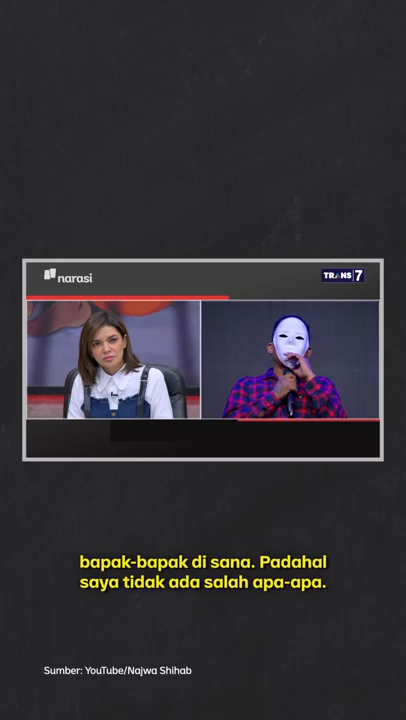 narasi
TRANS 7
bapak-bapak di sana. Padahal
saya tidak ada salah apa-apa.
Sumber: YouTube/Najwa Shihab